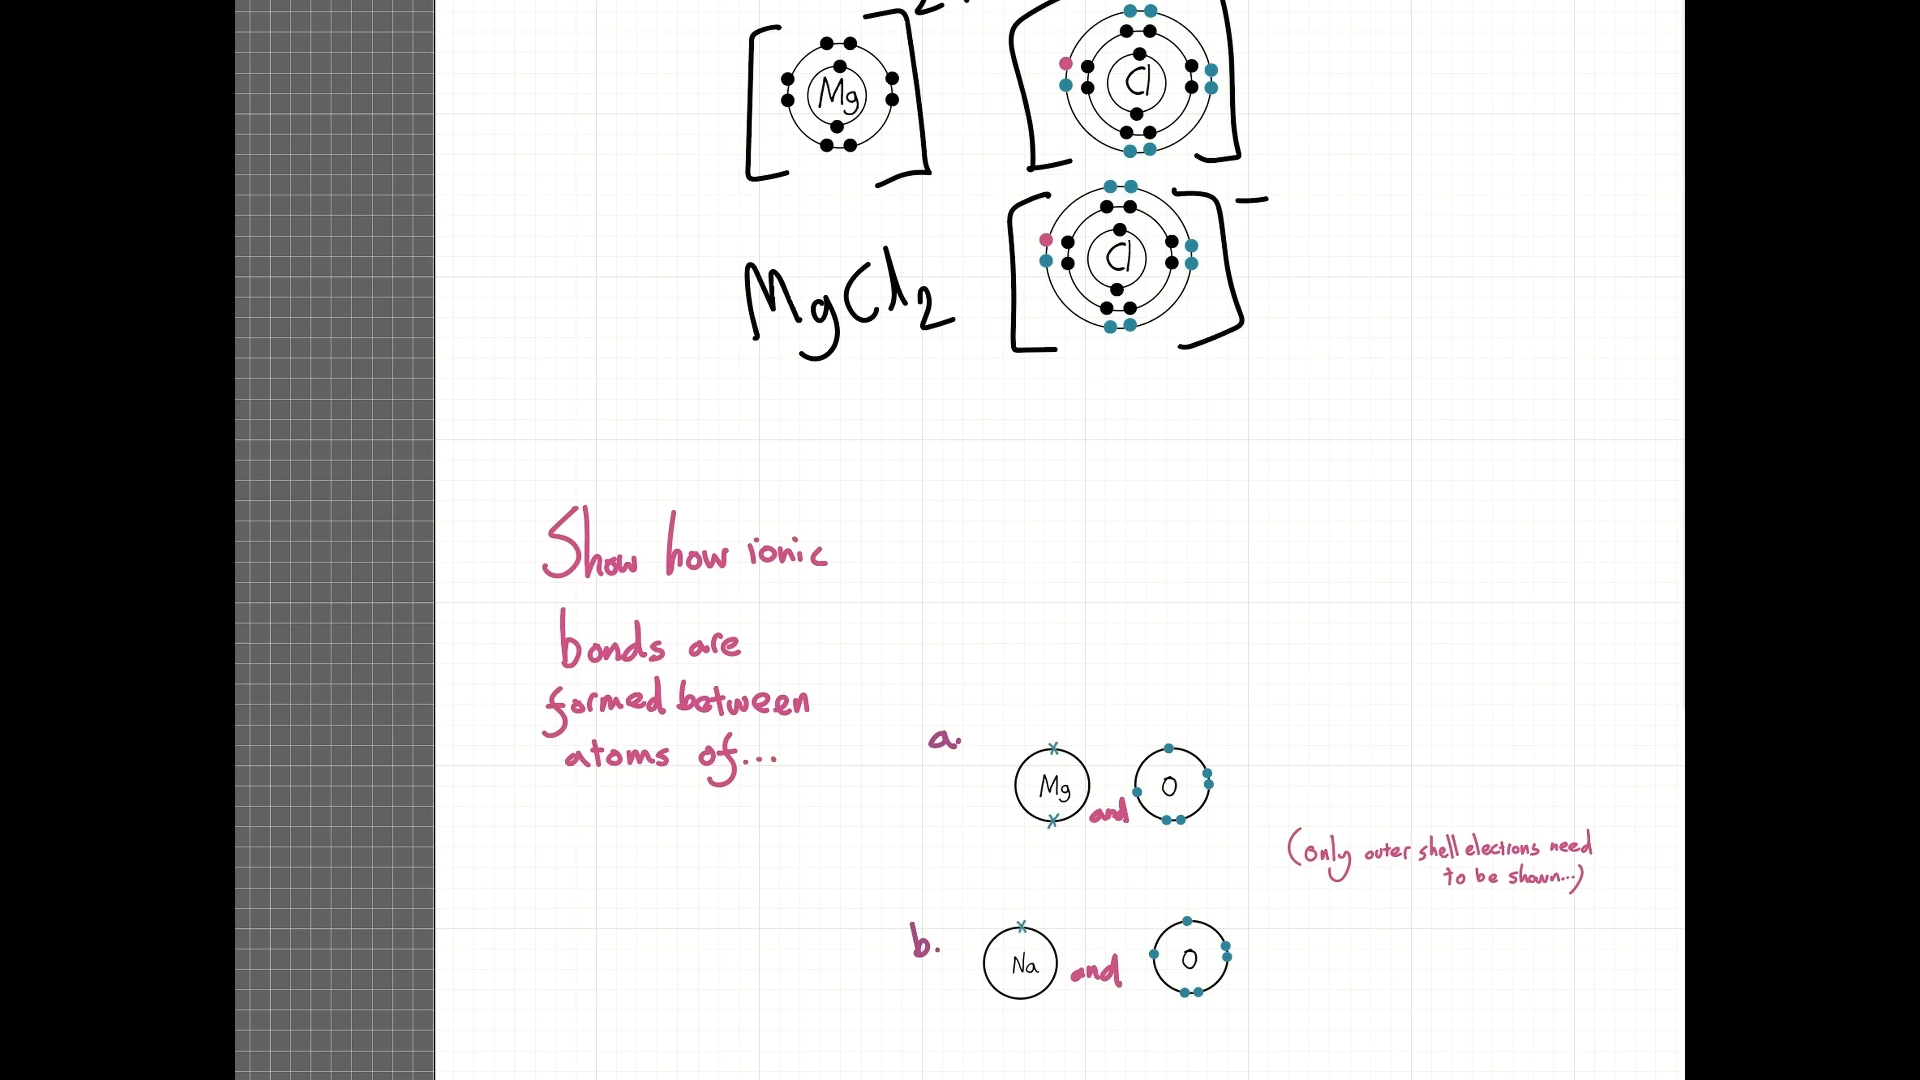 Mg
Cl
Cl
MgCl2
Show how ionic
bonds are
formed between
atoms of...
a.
Mg and O
(only outer shell electrons need
to be shown...)
b.
Na and O